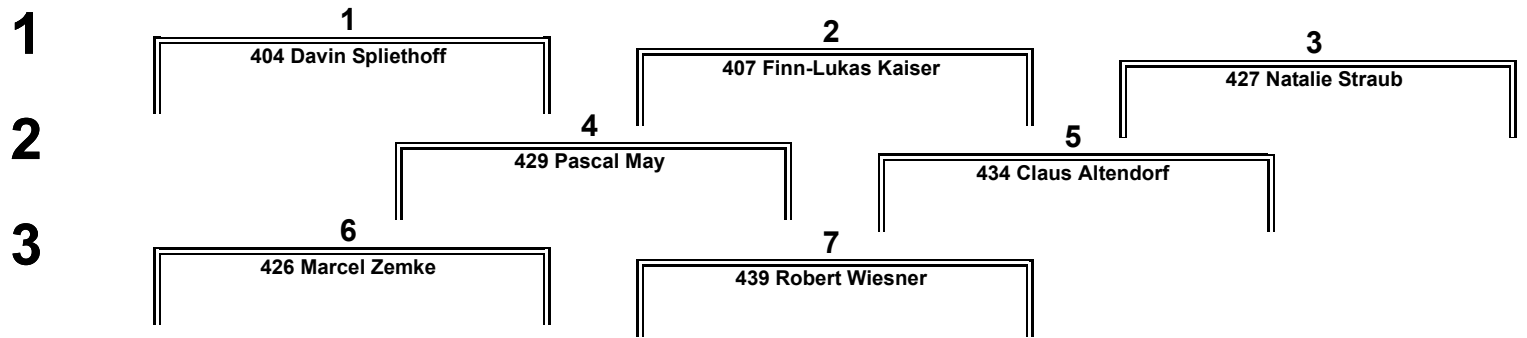 1
1
404 Davin Spliethoff
2
407 Finn-Lukas Kaiser
3
427 Natalie Straub
2
4
429 Pascal May
5
434 Claus Altendorf
3
6
426 Marcel Zemke
7
439 Robert Wiesner